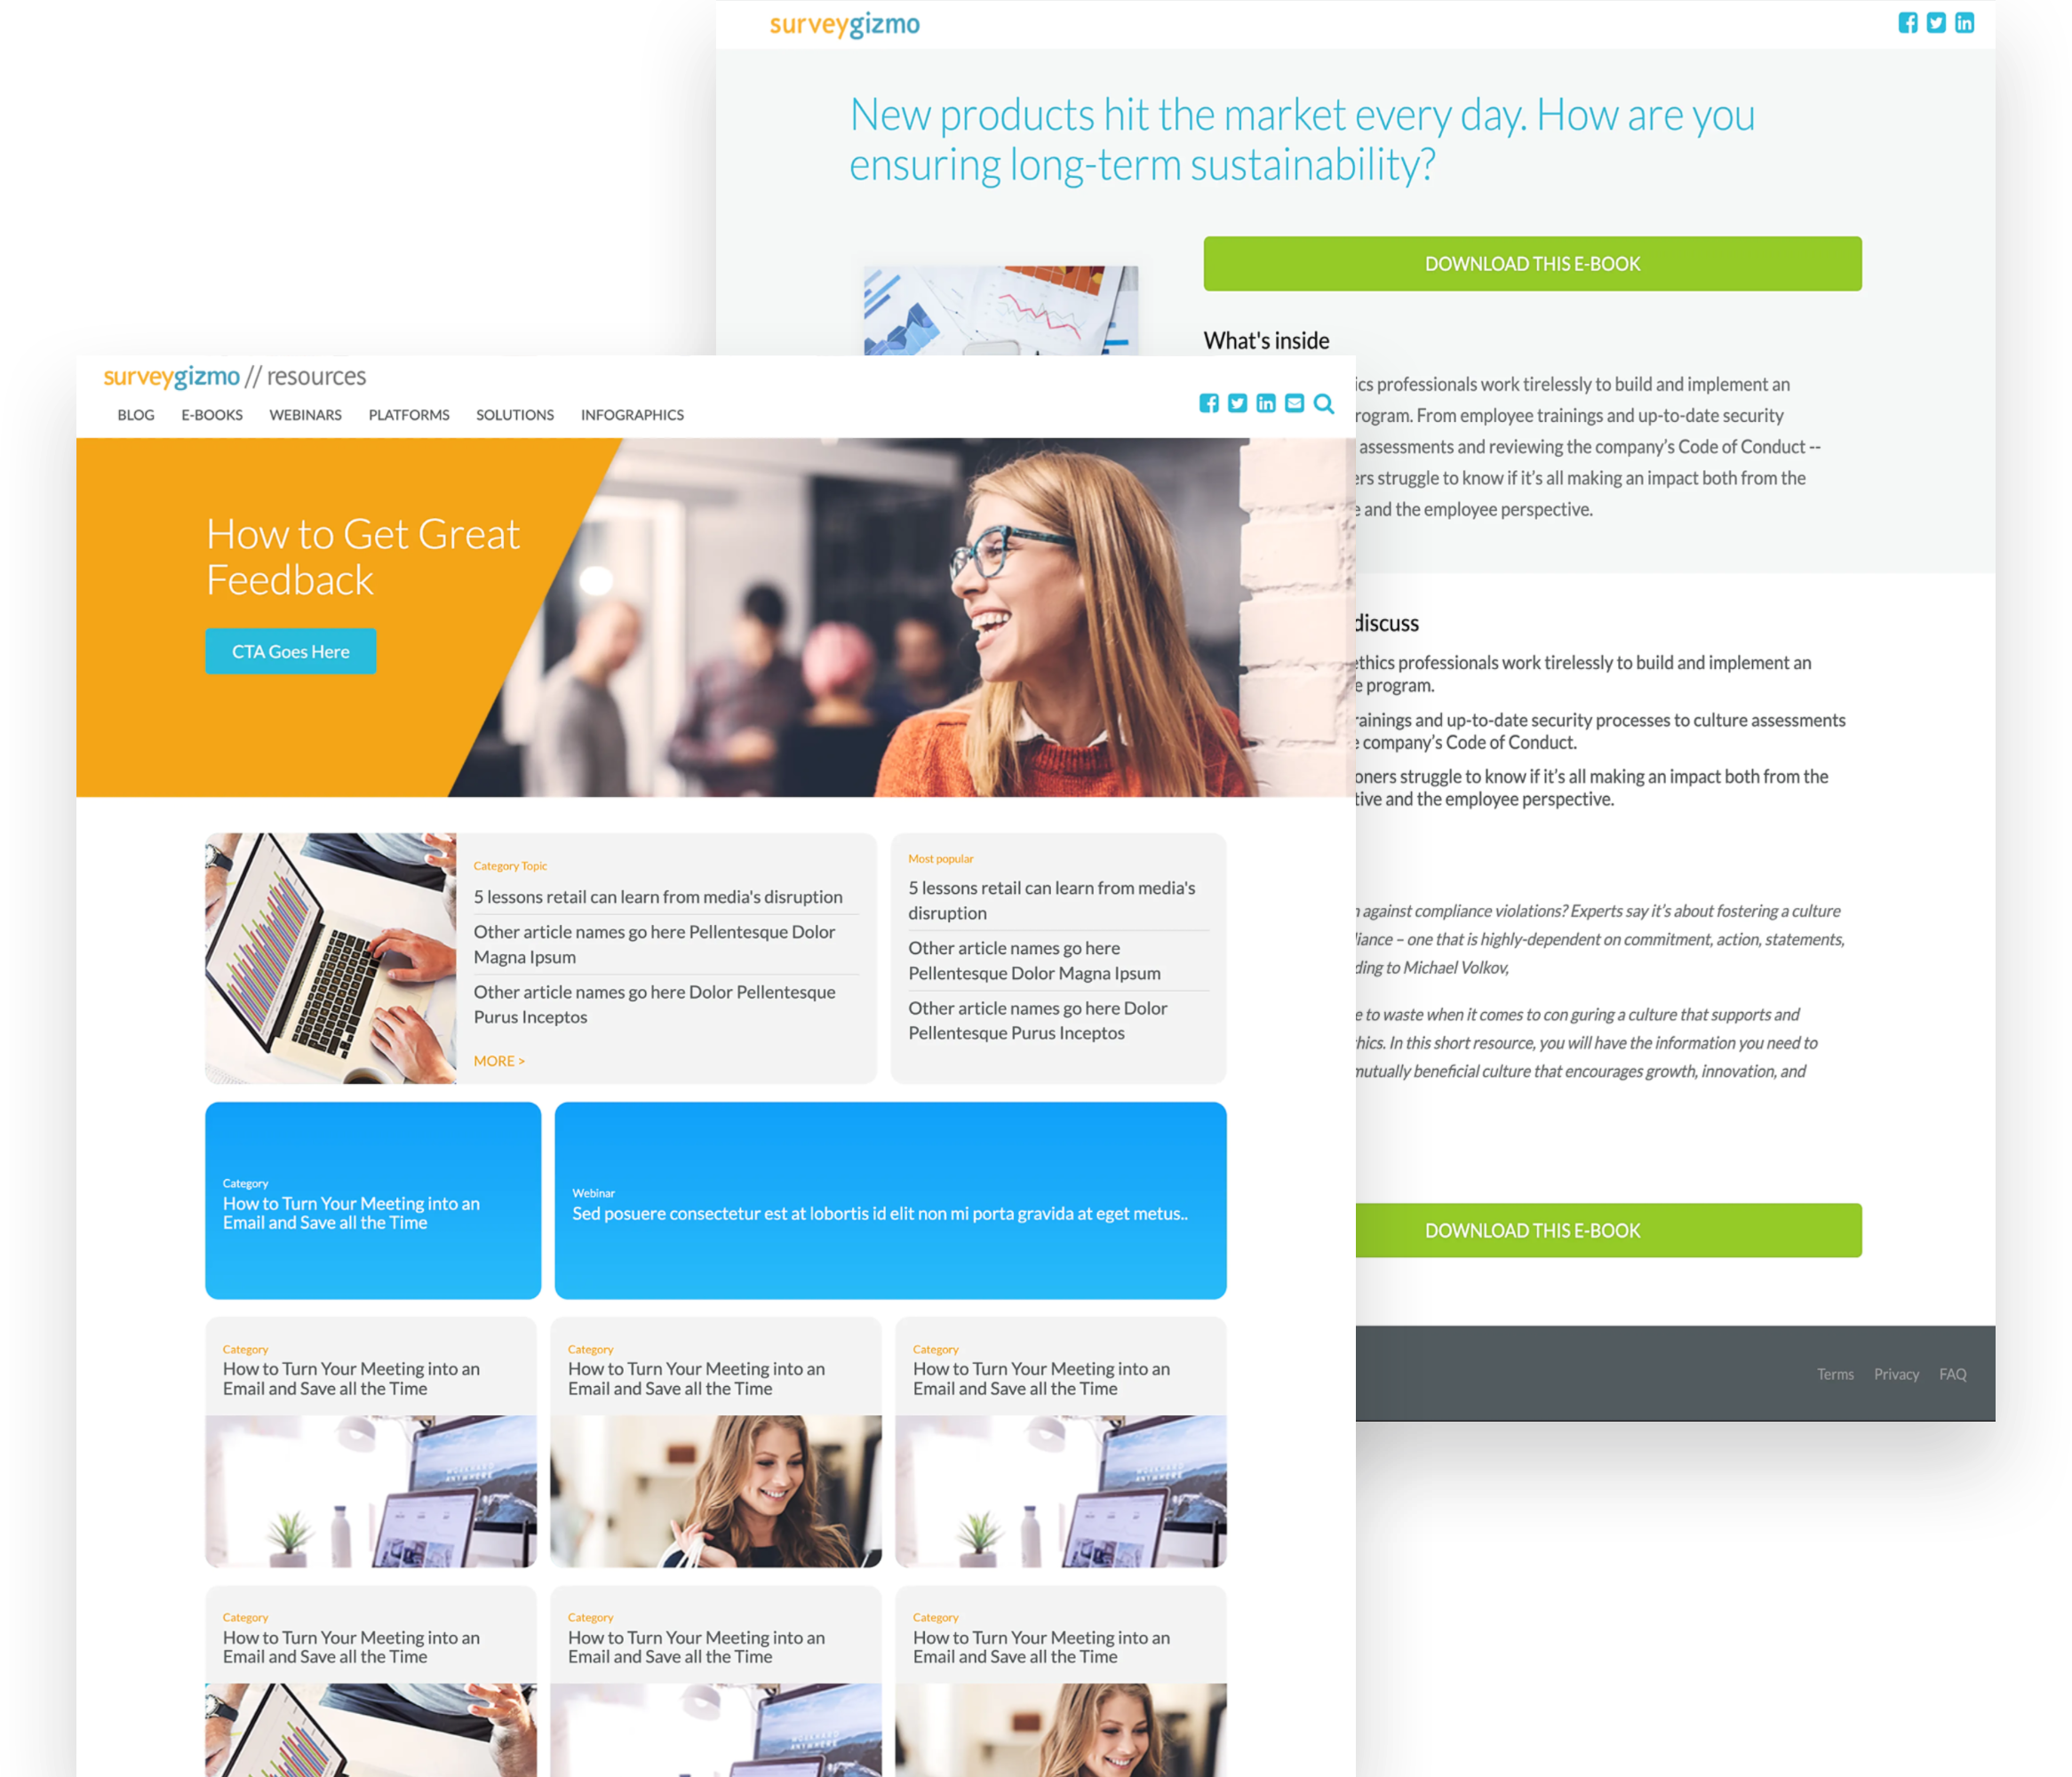 surveygizmo
New products hit the market every day. How are you
ensuring long-term sustainability?
DOWNLOAD THIS E-BOOK
What's inside
professionals work tirelessly to build and implement an
From employee trainings and up-to-date security
assessments and reviewing the company's Code of Conduct --
struggle to know if it's all making an impact both from the
and the employee perspective.
discuss
professionals work tirelessly to build and implement an
program.
and up-to-date security processes to culture assessments
company's Code of Conduct.
struggle to know if it's all making an impact both from the
and the employee perspective.
against compliance violations? Experts say it's about fostering a culture
– one that is highly-dependent on commitment, action, statements,
to Michael Volkov,
to waste when it comes to con guring a culture that supports and
In this short resource, you will have the information you need to
mutually beneficial culture that encourages growth, innovation, and
DOWNLOAD THIS E-BOOK
Terms Privacy FAQ
surveygizmo // resources
BLOG E-BOOKS WEBINARS PLATFORMS SOLUTIONS INFOGRAPHICS
How to Get Great
Feedback
CTA Goes Here
Category Topic
5 lessons retail can learn from media's disruption
Other article names go here Pellentesque Dolor
Magna Ipsum
Other article names go here Dolor Pellentesque
Purus Inceptos
MORE >
Most popular
5 lessons retail can learn from media's
disruption
Other article names go here
Pellentesque Dolor Magna Ipsum
Other article names go here Dolor
Pellentesque Purus Inceptos
Category
How to Turn Your Meeting into an
Email and Save all the Time
Webinar
Sed posuere consectetur est at lobortis id elit non mi porta gravida at eget metus..
Category
How to Turn Your Meeting into an
Email and Save all the Time
Category
How to Turn Your Meeting into an
Email and Save all the Time
Category
How to Turn Your Meeting into an
Email and Save all the Time
WORKHARD
ANYWHERE
WORKHARD
ANYWHERE
Category
How to Turn Your Meeting into an
Email and Save all the Time
Category
How to Turn Your Meeting into an
Email and Save all the Time
Category
How to Turn Your Meeting into an
Email and Save all the Time
WORKHARD
ANYWHERE